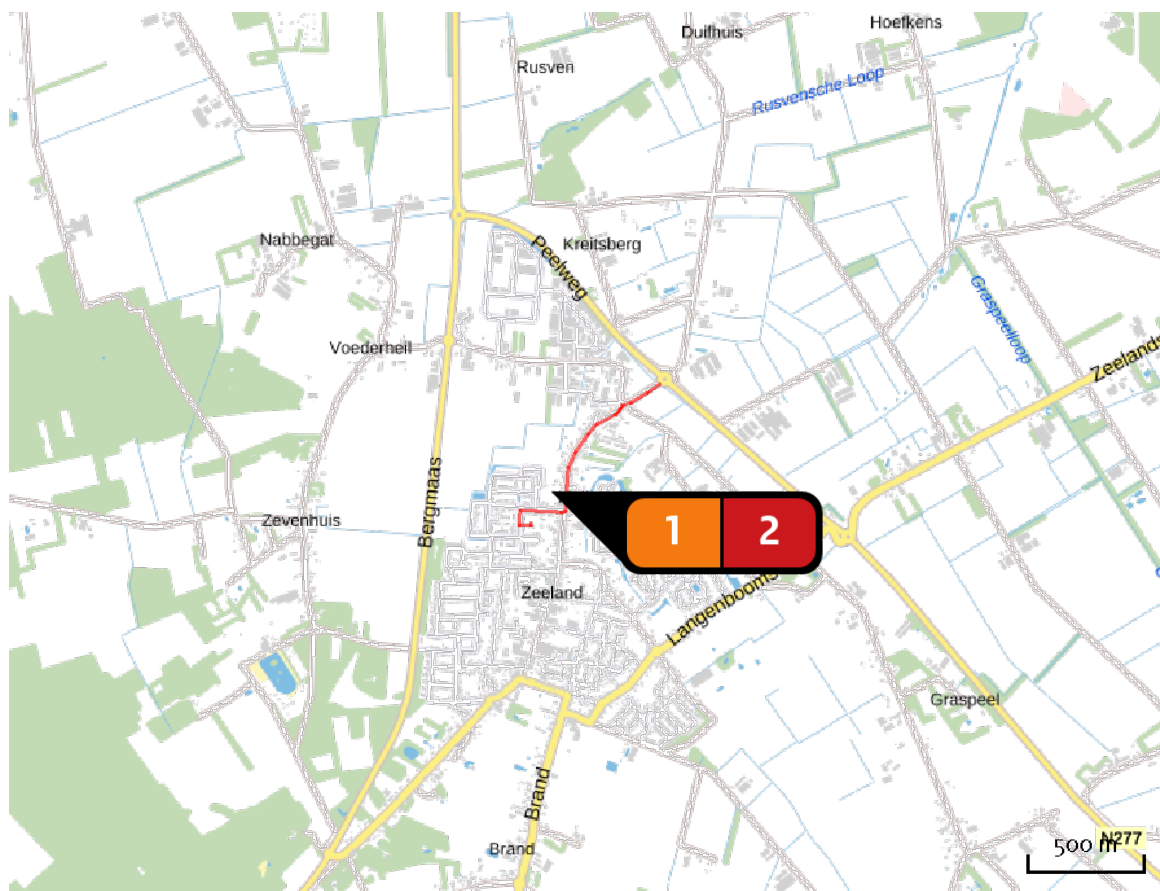 Hoefkens
Duifhuis
Rusven
Rusvensche Loop
Nabbegat
Kreitsberg
Peelweg
Graspeelloop
Voederheil
Zeelands
Bergmaas
Zevenhuis
1 2
Zeeland
Langenbooms
Graspeel
Brand
Brand
N277
500 m